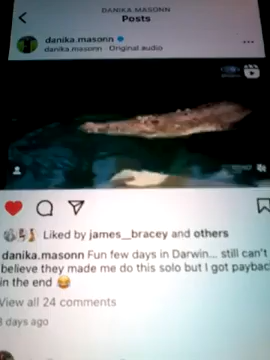 DANIKA.MASONN
Posts
danika.masonn
danika.masonn · Original audio
Liked by james__bracey and others
danika.masonn Fun few days in Darwin... still can't
believe they made me do this solo but I got payback
in the end 😂
View all 24 comments
days ago